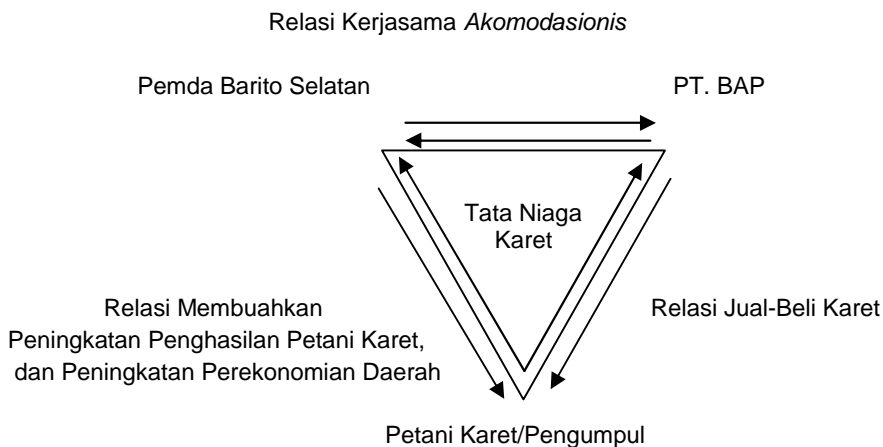 Relasi Kerjasama Akomodasionis
Pemda Barito Selatan
PT. BAP
Tata Niaga
Karet
Relasi Membuahkan
Peningkatan Penghasilan Petani Karet,
dan Peningkatan Perekonomian Daerah
Relasi Jual-Beli Karet
Petani Karet/Pengumpul